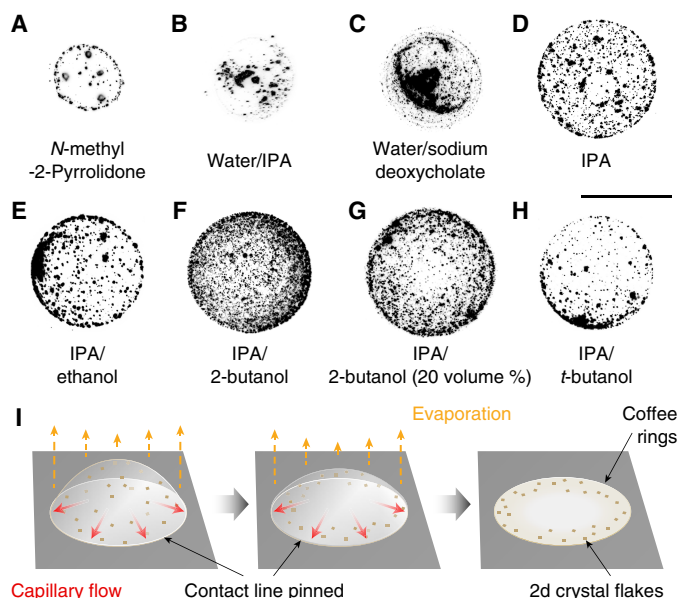 A
B
C
D
N-methyl
-2-Pyrrolidone
Water/IPA
Water/sodium
deoxycholate
IPA
E
F
G
H
IPA/
ethanol
IPA/
2-butanol
IPA/
2-butanol (20 volume %)
IPA/
t-butanol
I
Evaporation
Coffee
rings
Capillary flow
Contact line pinned
2d crystal flakes